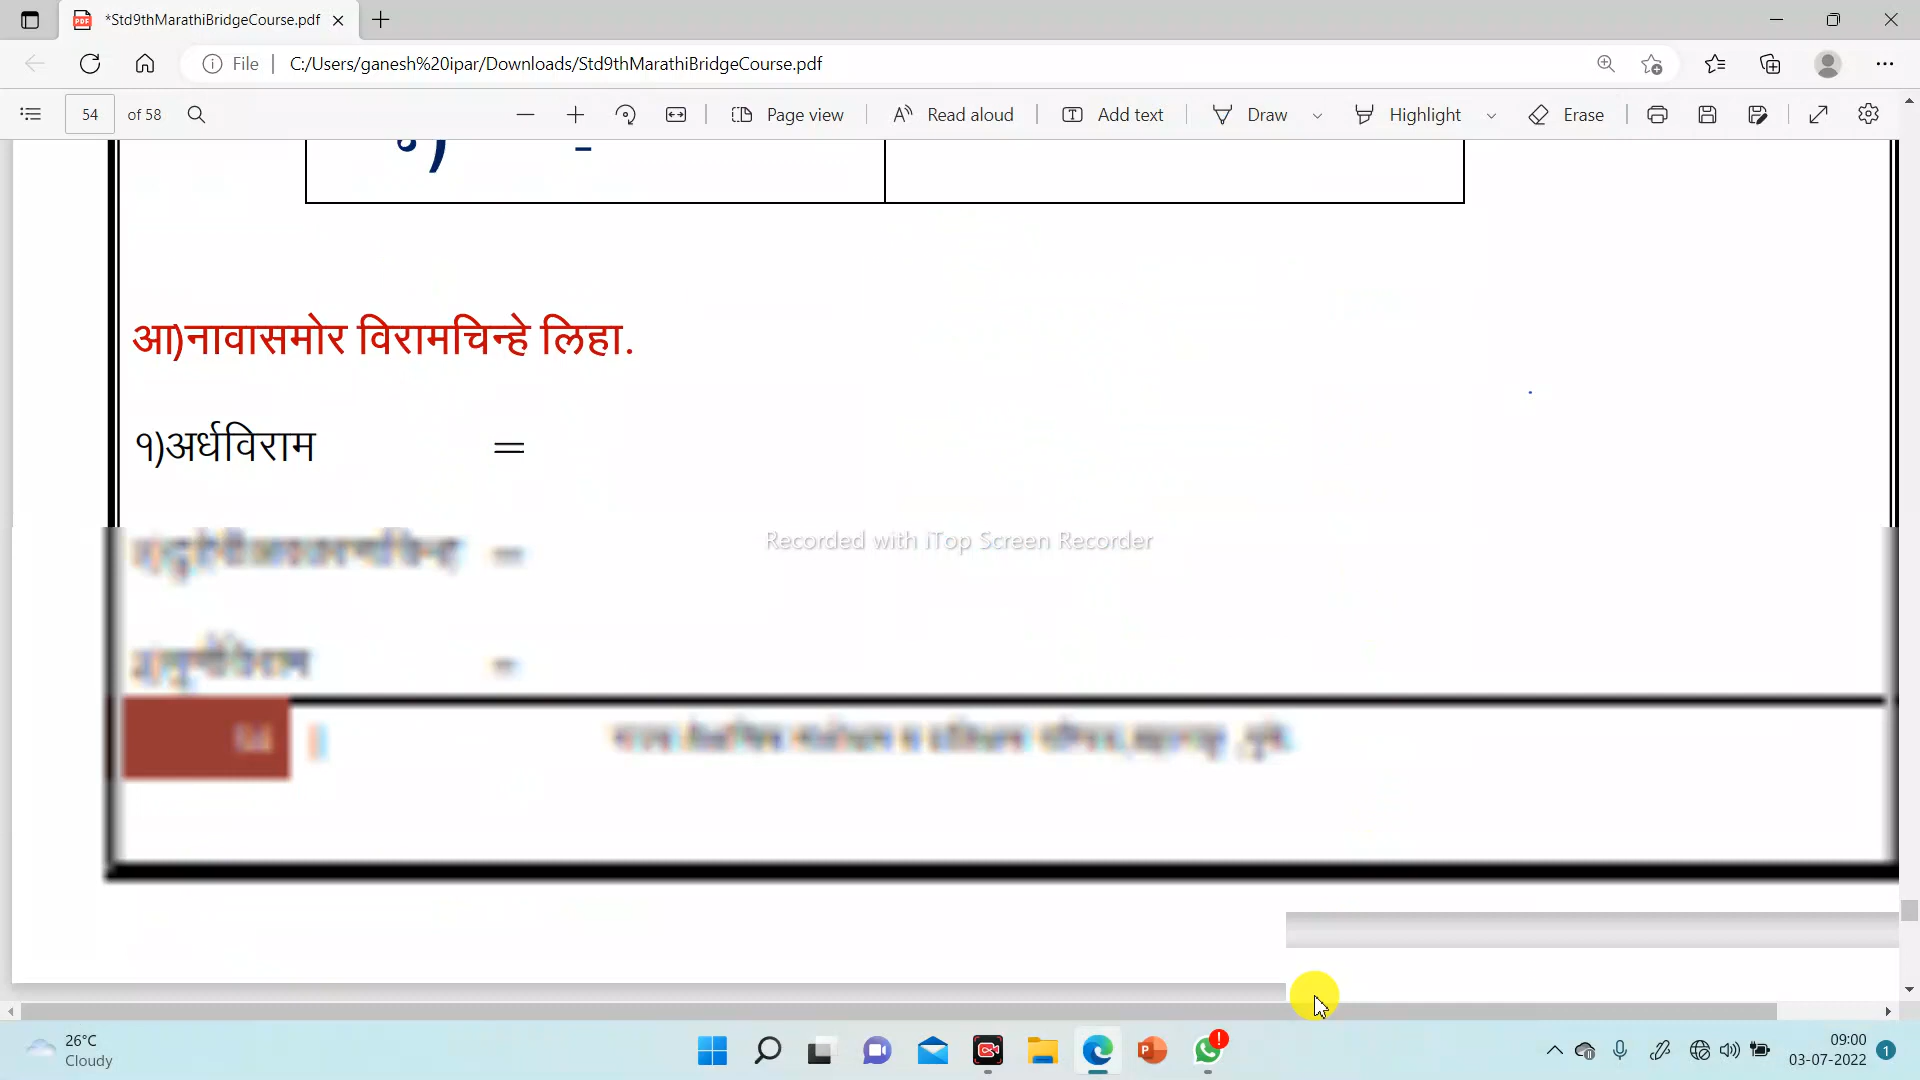 *Std9thMarathiBridgeCourse.pdf
File C:/Users/ganesh%20ipar/Downloads/Std9thMarathiBridgeCourse.pdf
54 of 58 Page view Read aloud Add text Draw Highlight Erase
आ)नावासमोर विरामचिन्हे लिहा.
१)अर्धविराम =
Recorded with iTop Screen Recorder
26°C
Cloudy
09:00
03-07-2022 1